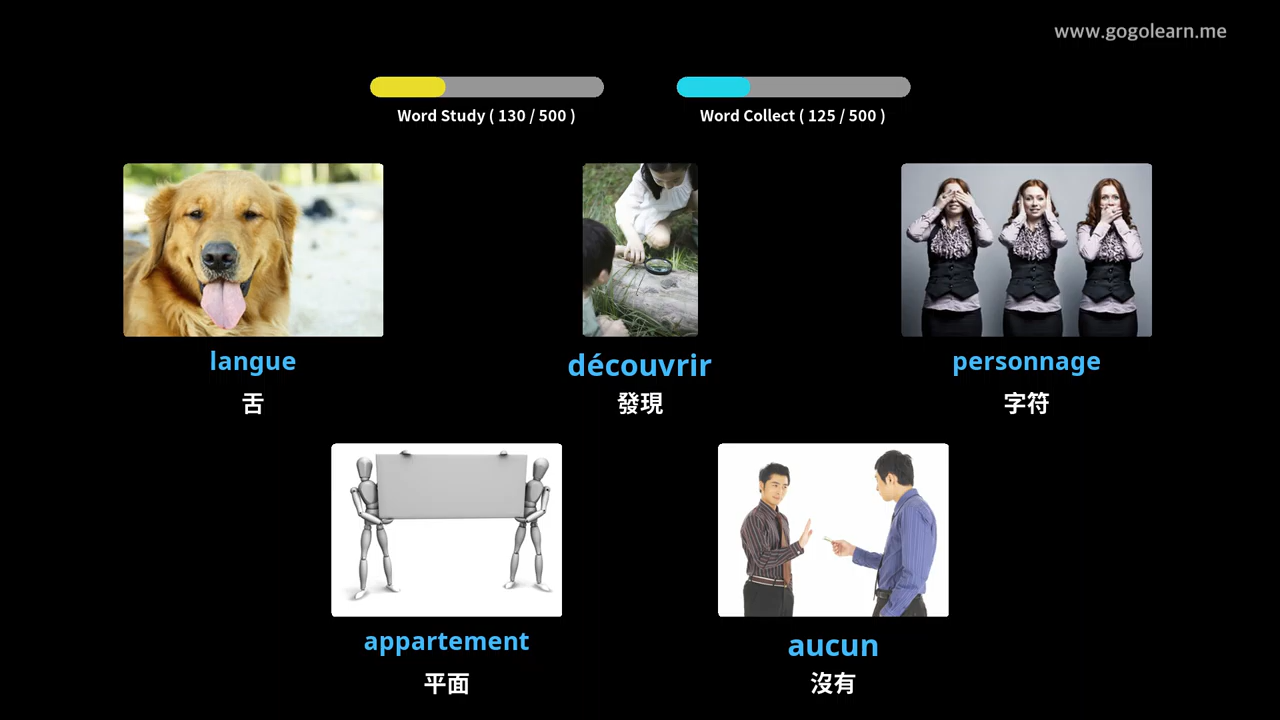 www.gogolearn.me
Word Study ( 130 / 500 )
Word Collect ( 125 / 500 )
langue
舌
découvrir
發現
personnage
字符
appartement
平面
aucun
沒有